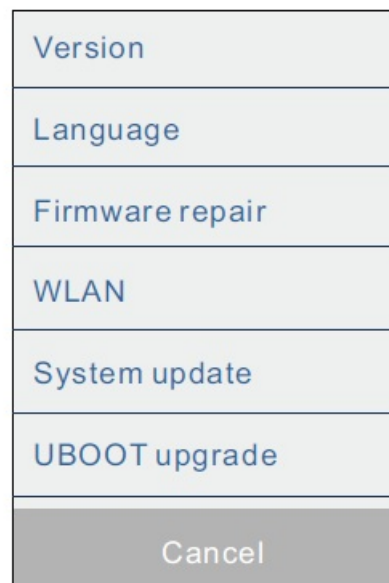 Version
Language
Firmware repair
WLAN
System update
UBOOT upgrade
Cancel